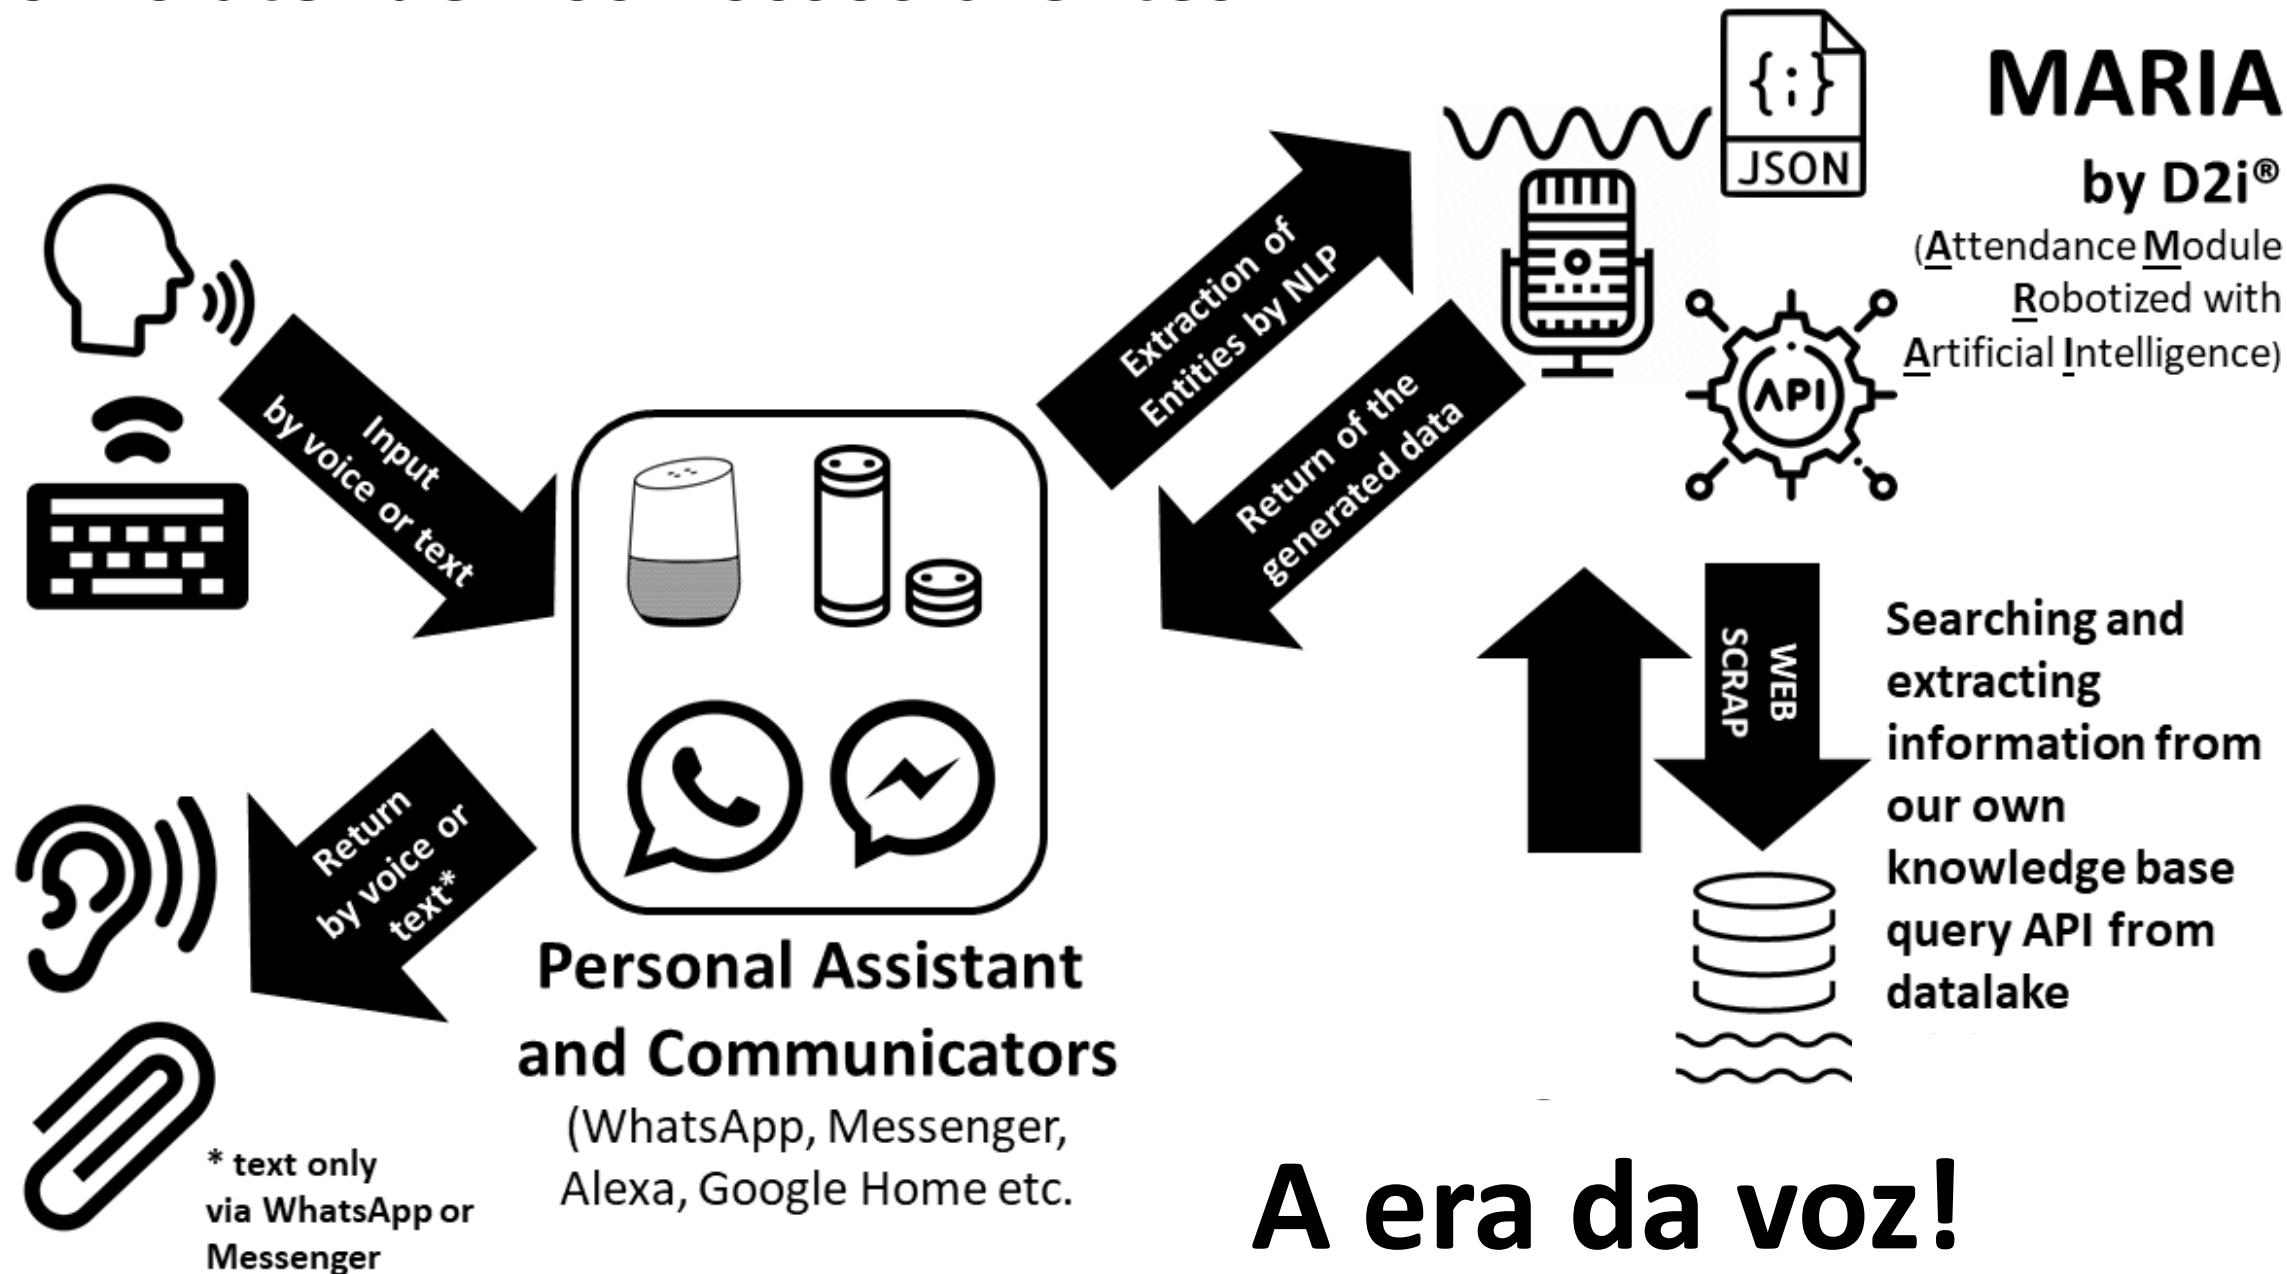 {;}
JSON
MARIA
by D2i®
(Attendance Module
Robotized with
Artificial Intelligence)
API
Extraction of
Entities by NLP
Return of the
generated data
Input
by voice or text
WEB
SCRAP
Searching and
extracting
information from
our own
knowledge base
query API from
datalake
Return
by voice or
text*
Personal Assistant
and Communicators
(WhatsApp, Messenger,
Alexa, Google Home etc.
* text only
via WhatsApp or
Messenger
A era da voz!